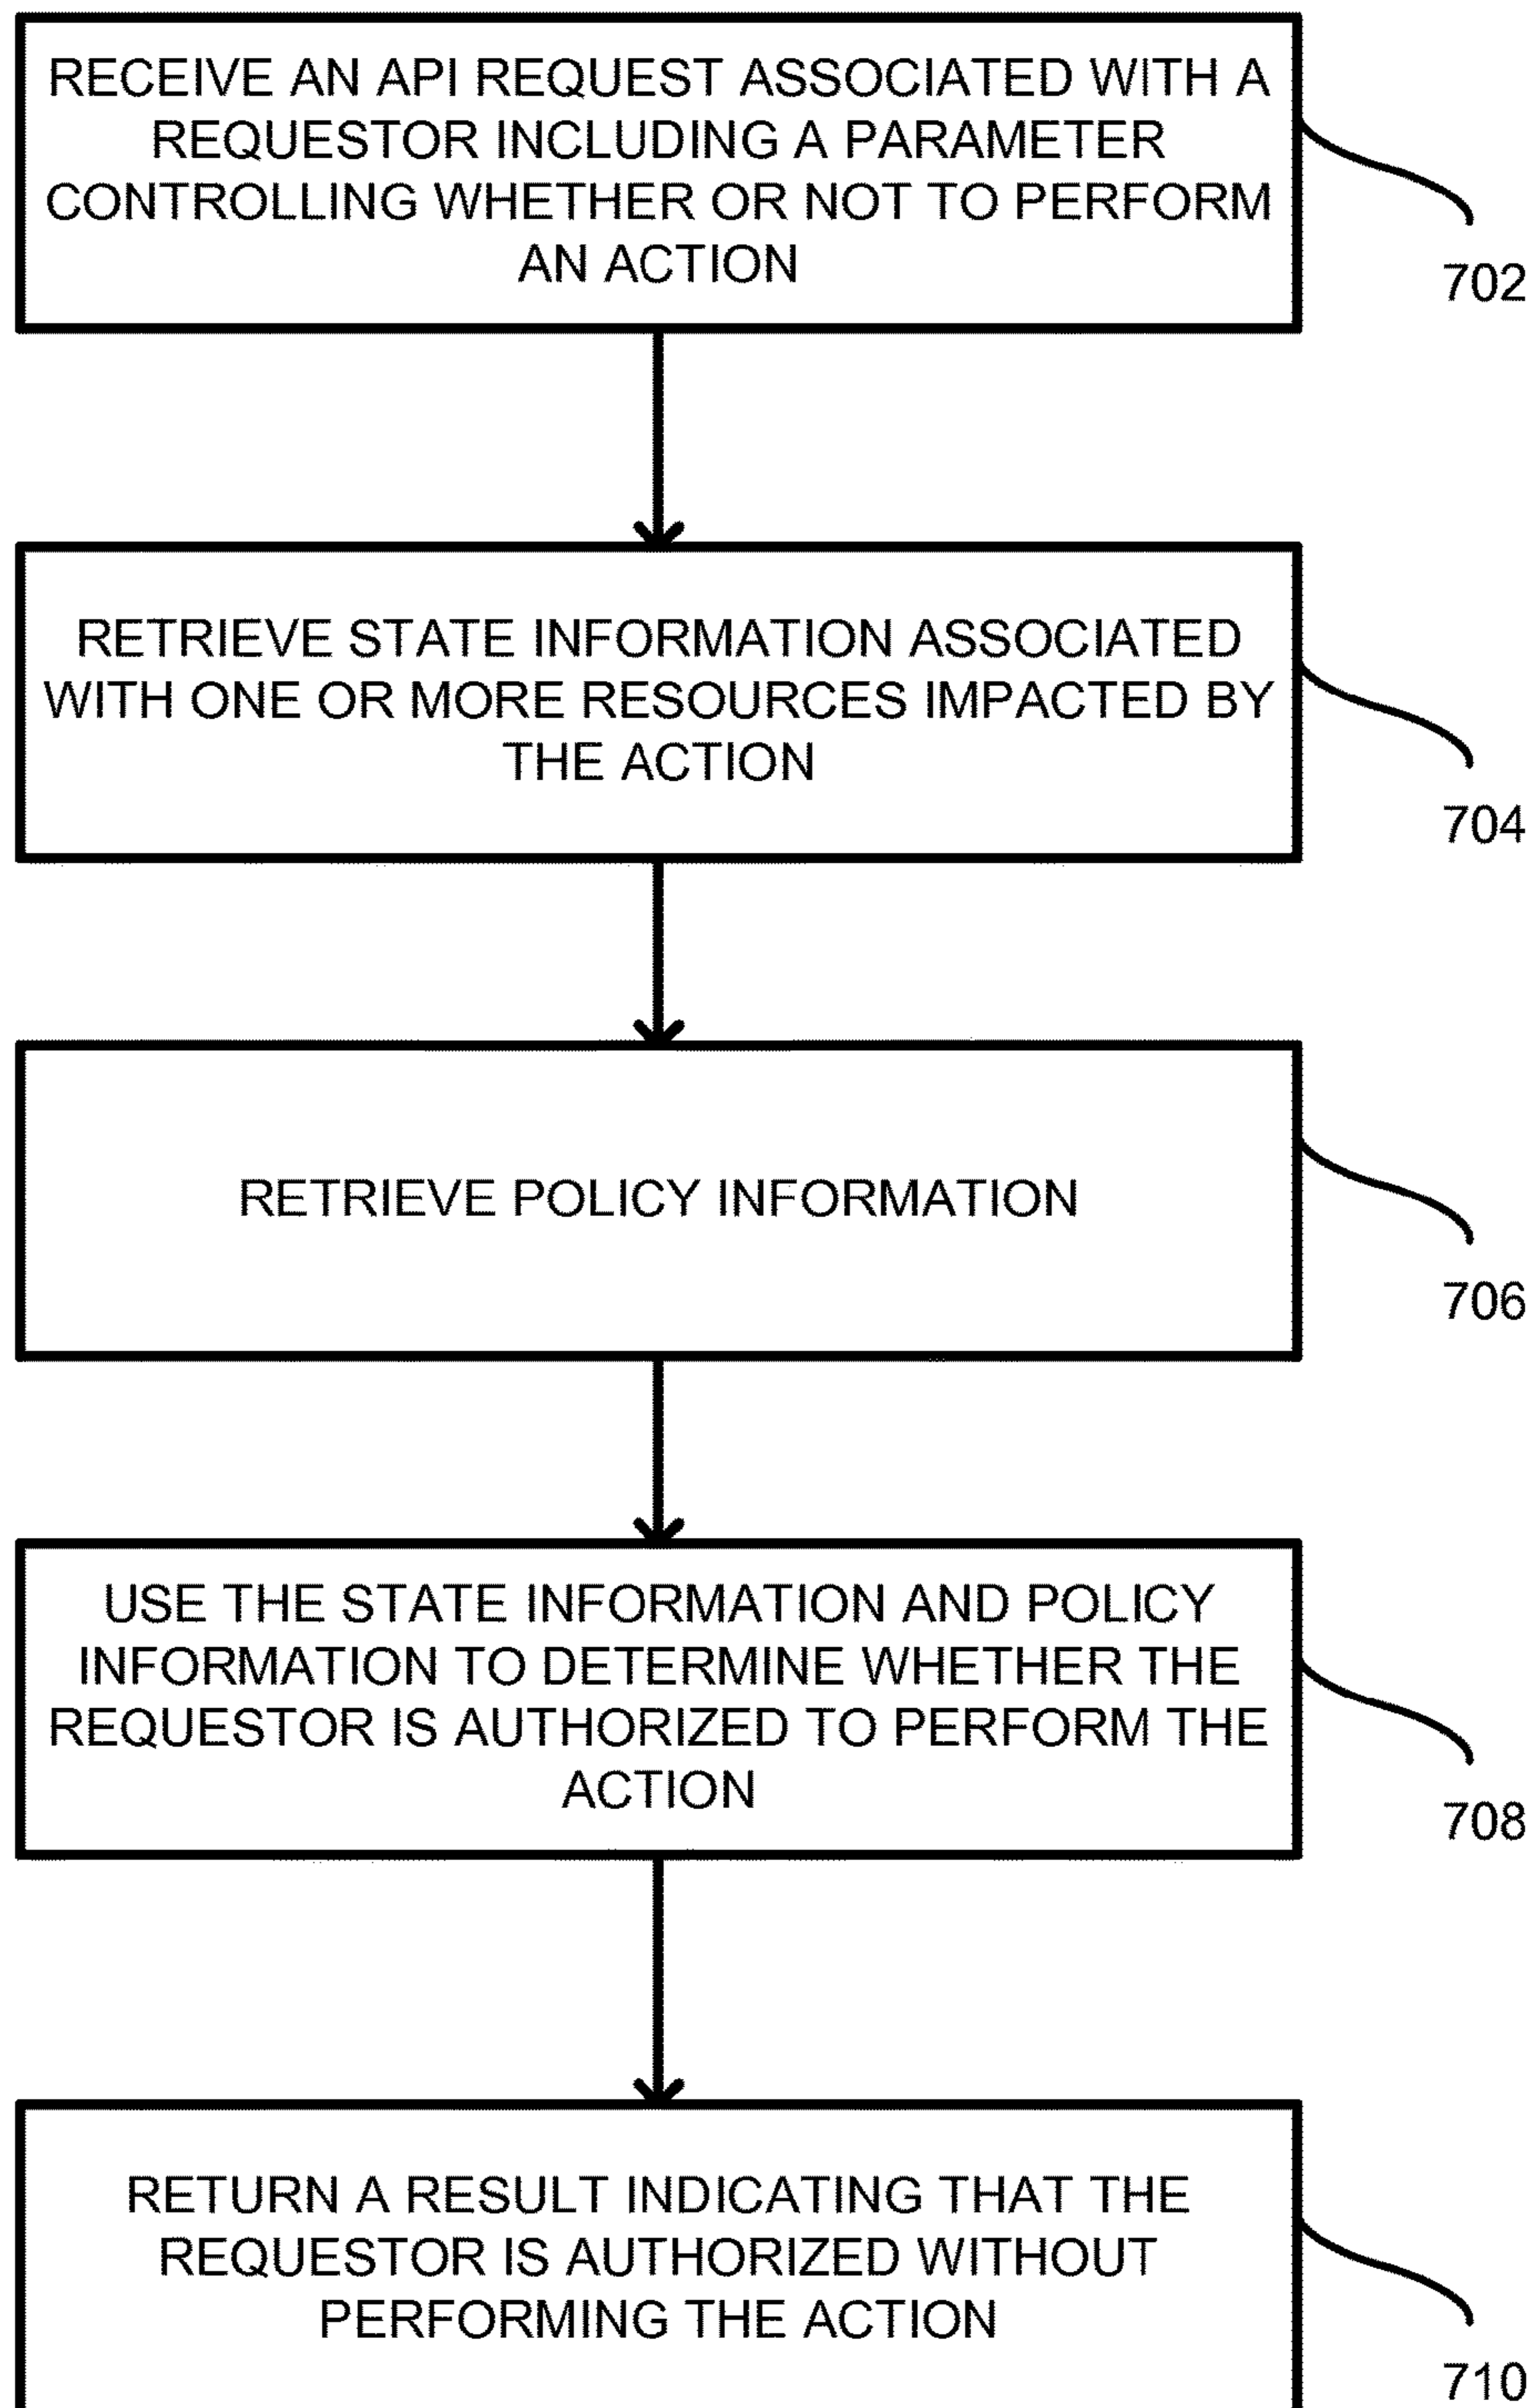 RECEIVE AN API REQUEST ASSOCIATED WITH A
REQUESTOR INCLUDING A PARAMETER
CONTROLLING WHETHER OR NOT TO PERFORM
AN ACTION
702
RETRIEVE STATE INFORMATION ASSOCIATED
WITH ONE OR MORE RESOURCES IMPACTED BY
THE ACTION
704
RETRIEVE POLICY INFORMATION
706
USE THE STATE INFORMATION AND POLICY
INFORMATION TO DETERMINE WHETHER THE
REQUESTOR IS AUTHORIZED TO PERFORM THE
ACTION
708
RETURN A RESULT INDICATING THAT THE
REQUESTOR IS AUTHORIZED WITHOUT
PERFORMING THE ACTION
710